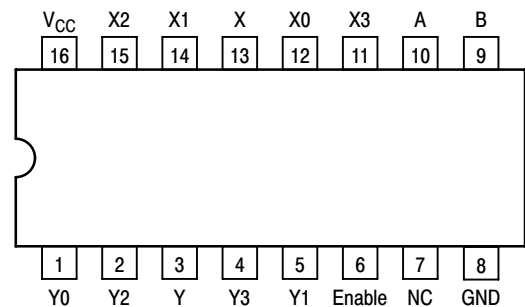 V_CC X2 X1 X X0 X3 A B
16 15 14 13 12 11 10 9
1 2 3 4 5 6 7 8
Y0 Y2 Y Y3 Y1 Enable NC GND